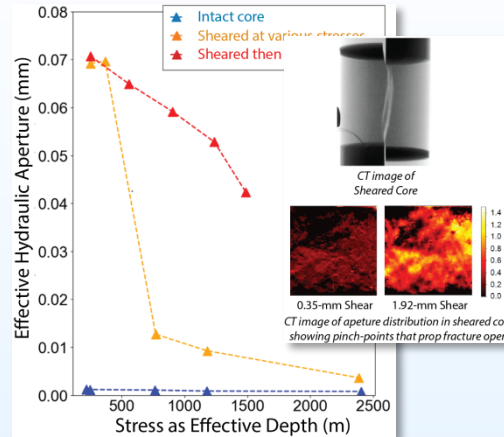 Intact core
Sheared at various stresses
Sheared then
Effective Hydraulic Aperture (mm)
0.08
0.07
0.06
0.05
0.04
0.03
0.02
0.01
0.00
500
1000
1500
2000
2500
Stress as Effective Depth (m)
CT image of
Sheared Core
1.4
1.2
1.0
0.8
0.6
0.4
0.2
0.0
0.35-mm Shear
1.92-mm Shear
CT image of apeture distribution in sheared co
showing pinch-points that prop fracture open